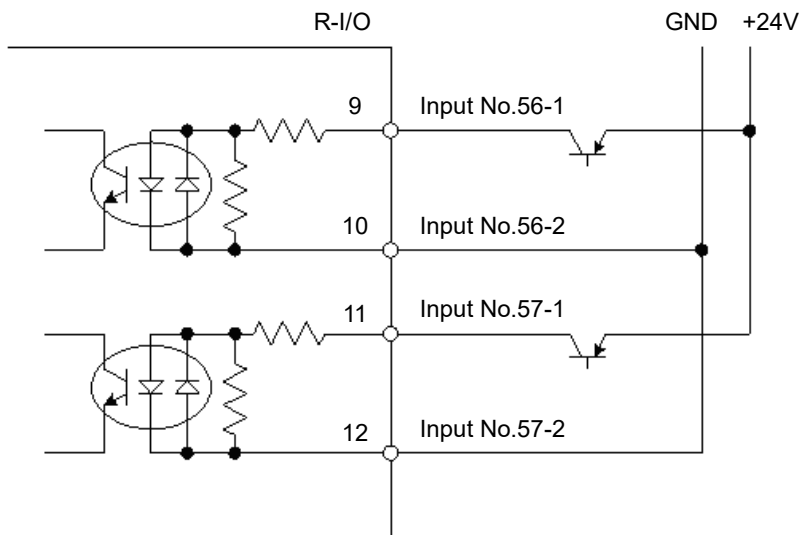 R-I/O GND +24V
9 Input No.56-1
10 Input No.56-2
11 Input No.57-1
12 Input No.57-2